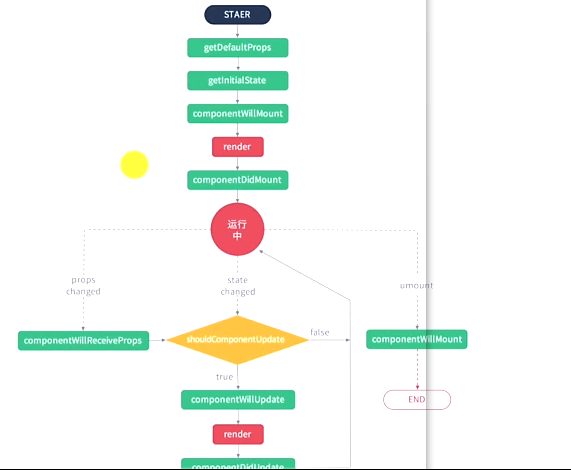 STAER
getDefaultProps
getInitialState
componentWillMount
render
componentDidMount
运行
中
props
changed
state
changed
umount
componentWillReceiveProps
shouldComponentUpdate
false
componentWillMount
true
componentWillUpdate
END
render
componentDidUpdate